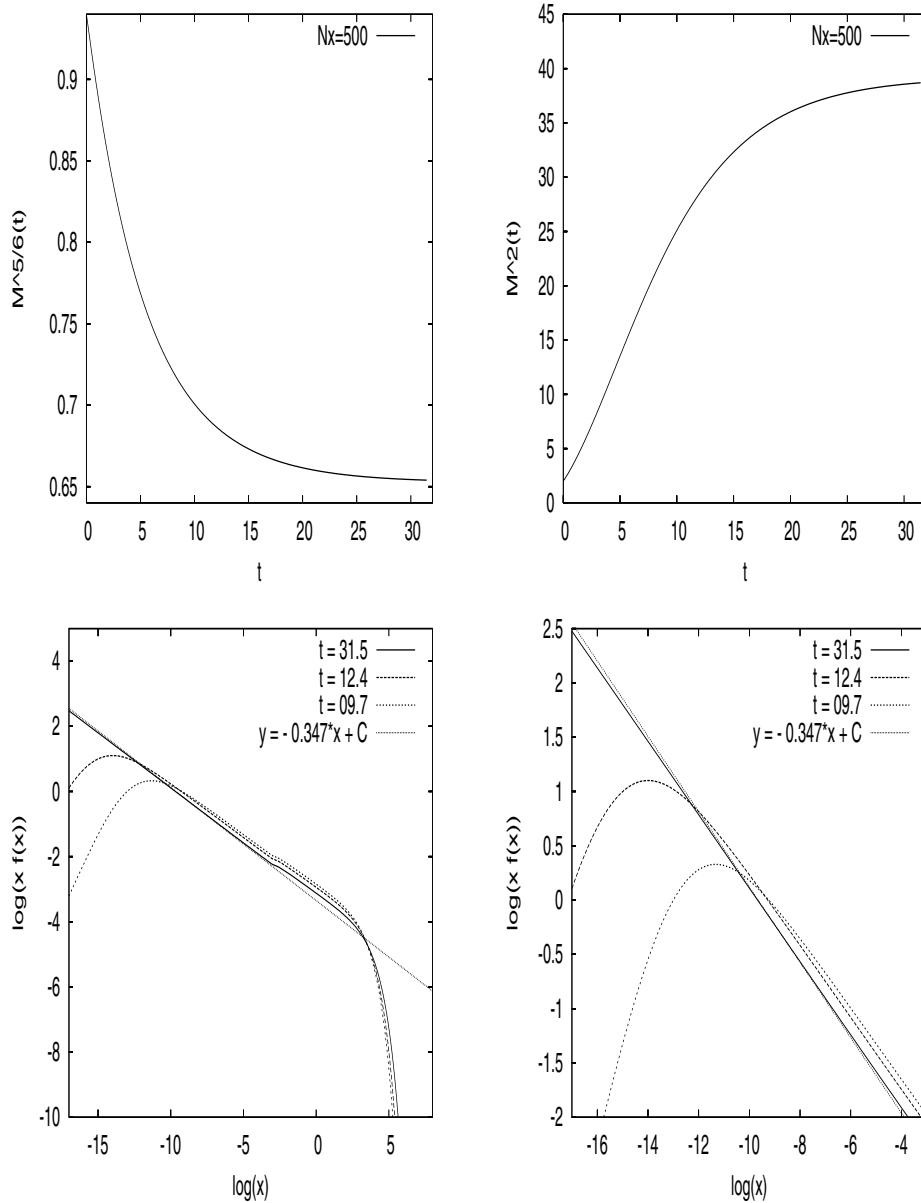 M^5/6(t)
Nx=500
0.9
0.85
0.8
0.75
0.7
0.65
0 5 10 15 20 25 30
t
M^2(t)
Nx=500
45
40
35
30
25
20
15
10
5
0
0 5 10 15 20 25 30
t
log(x f(x))
t = 31.5
t = 12.4
t = 09.7
y = - 0.347*x + C
4
2
0
-2
-4
-6
-8
-10
-15 -10 -5 0 5
log(x)
log(x f(x))
t = 31.5
t = 12.4
t = 09.7
y = - 0.347*x + C
2.5
2
1.5
1
0.5
0
-0.5
-1
-1.5
-2
-16 -14 -12 -10 -8 -6 -4
log(x)